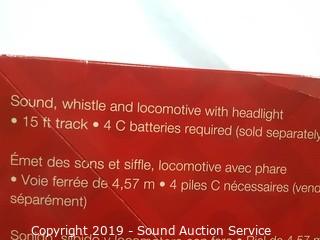 Sound, whistle and locomotive with headlight
• 15 ft track • 4 C batteries required (sold separately
Émet des sons et siffle, locomotive avec phare
• Voie ferrée de 4,57 m • 4 piles C nécessaires (vend
séparément)
Copyright 2019 - Sound Auction Service